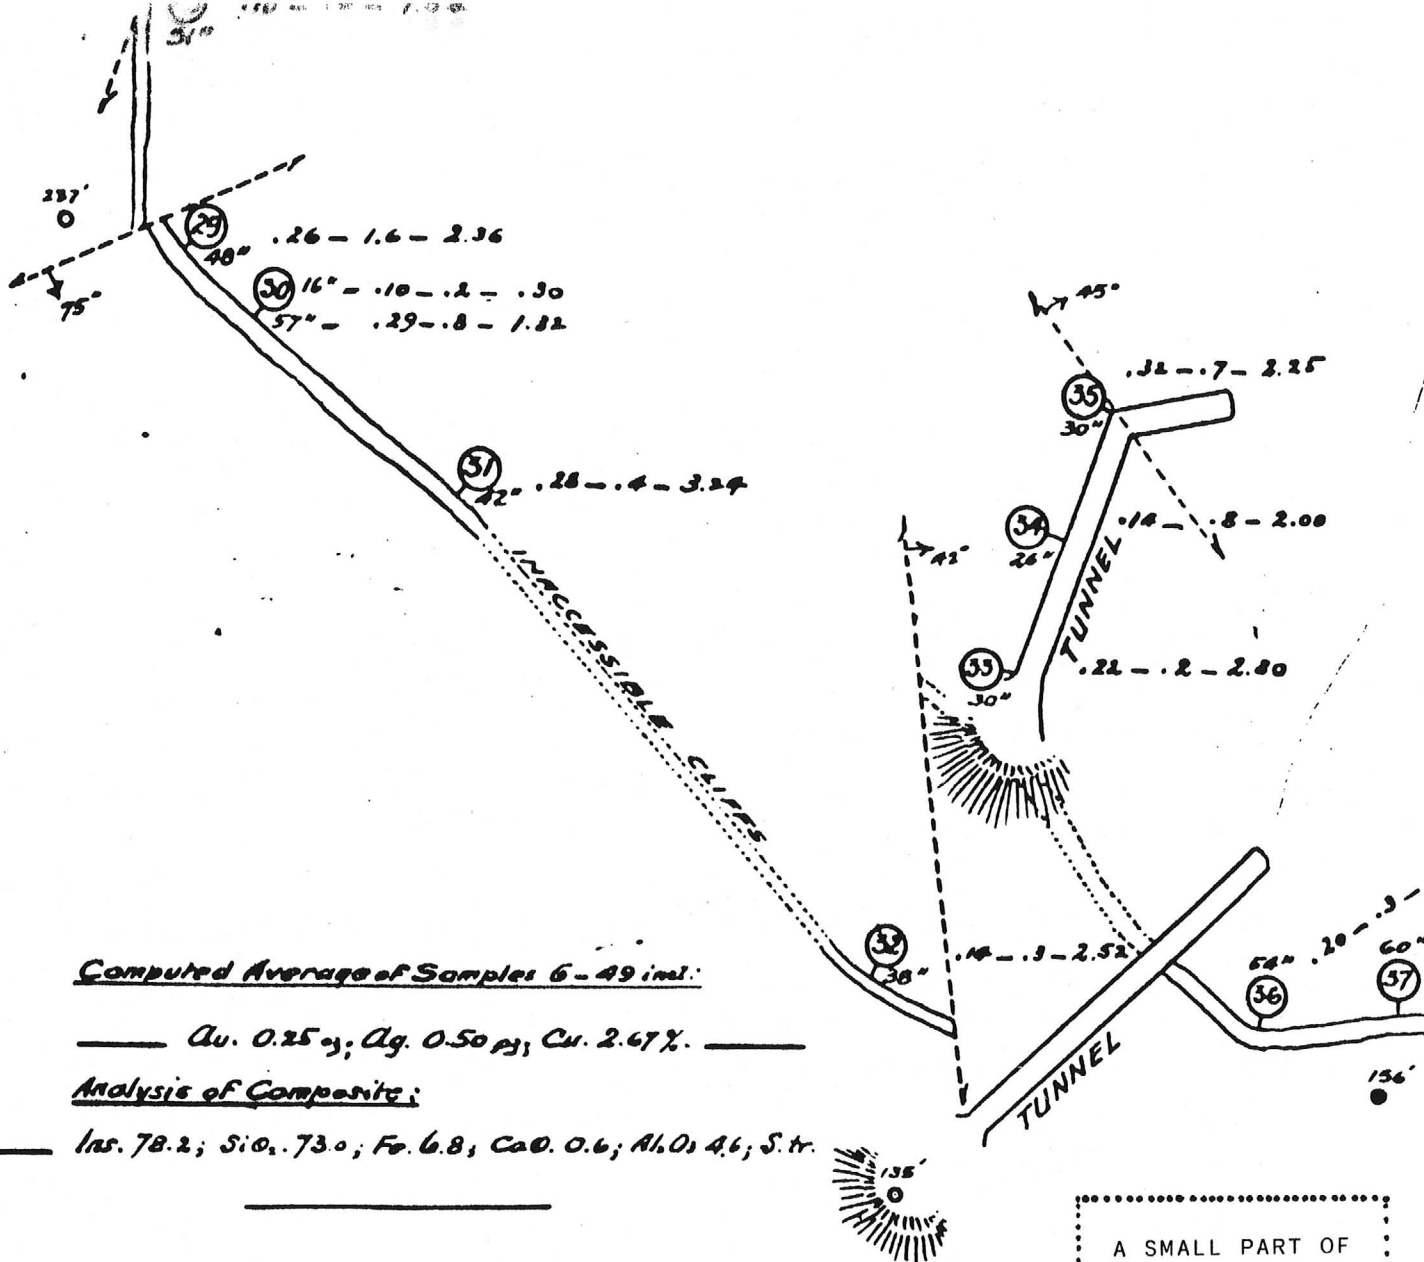 31"
237'
29
48"
.26 – 1.6 – 2.36
75°
30 16" – .10 – .2 – .30
57" – .29 – .8 – 1.82
45°
35
30"
.32 – .7 – 2.25
31
42"
.28 – .4 – 3.24
34
26"
.14 – .8 – 2.00
42°
TUNNEL
INACCESSIBLE CLIFFS
33
30"
.22 – .2 – 2.80
32
38"
.14 – .3 – 2.52
54"
36
.20 – .3 –
60"
37
TUNNEL
156'
Computed Average of Samples 6 – 49 incl:
Au. 0.25 oz; Ag. 0.50 oz; Cu. 2.67%.
Analysis of Composite:
Ins. 78.2; SiO2. 73.0; Fe. 6.8; CaO. 0.6; Al2O3 4.6; S. tr.
135'
A SMALL PART OF